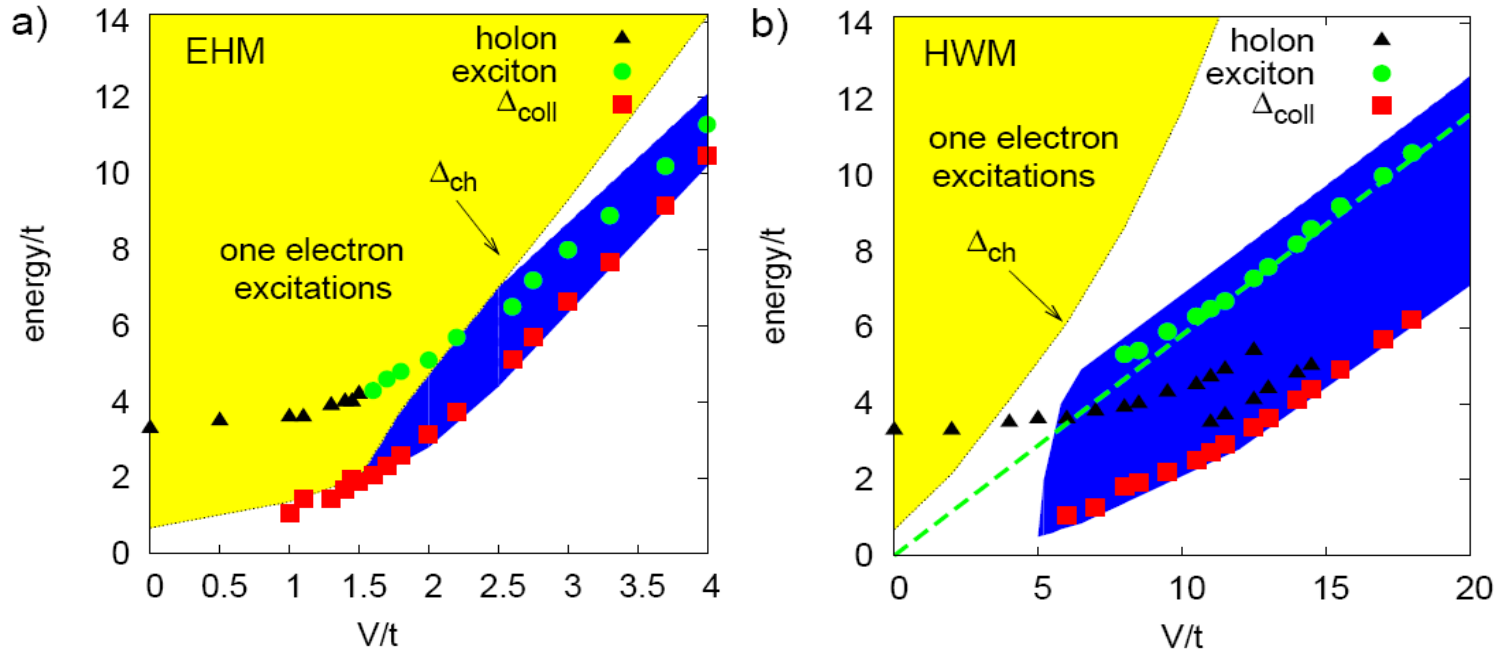 a)
EHM
holon
exciton
Δcoll
Δch
one electron
excitations
energy/t
14
12
10
8
6
4
2
0
0 0.5 1 1.5 2 2.5 3 3.5 4
V/t
b)
HWM
holon
exciton
Δcoll
one electron
excitations
Δch
energy/t
14
12
10
8
6
4
2
0
0 5 10 15 20
V/t